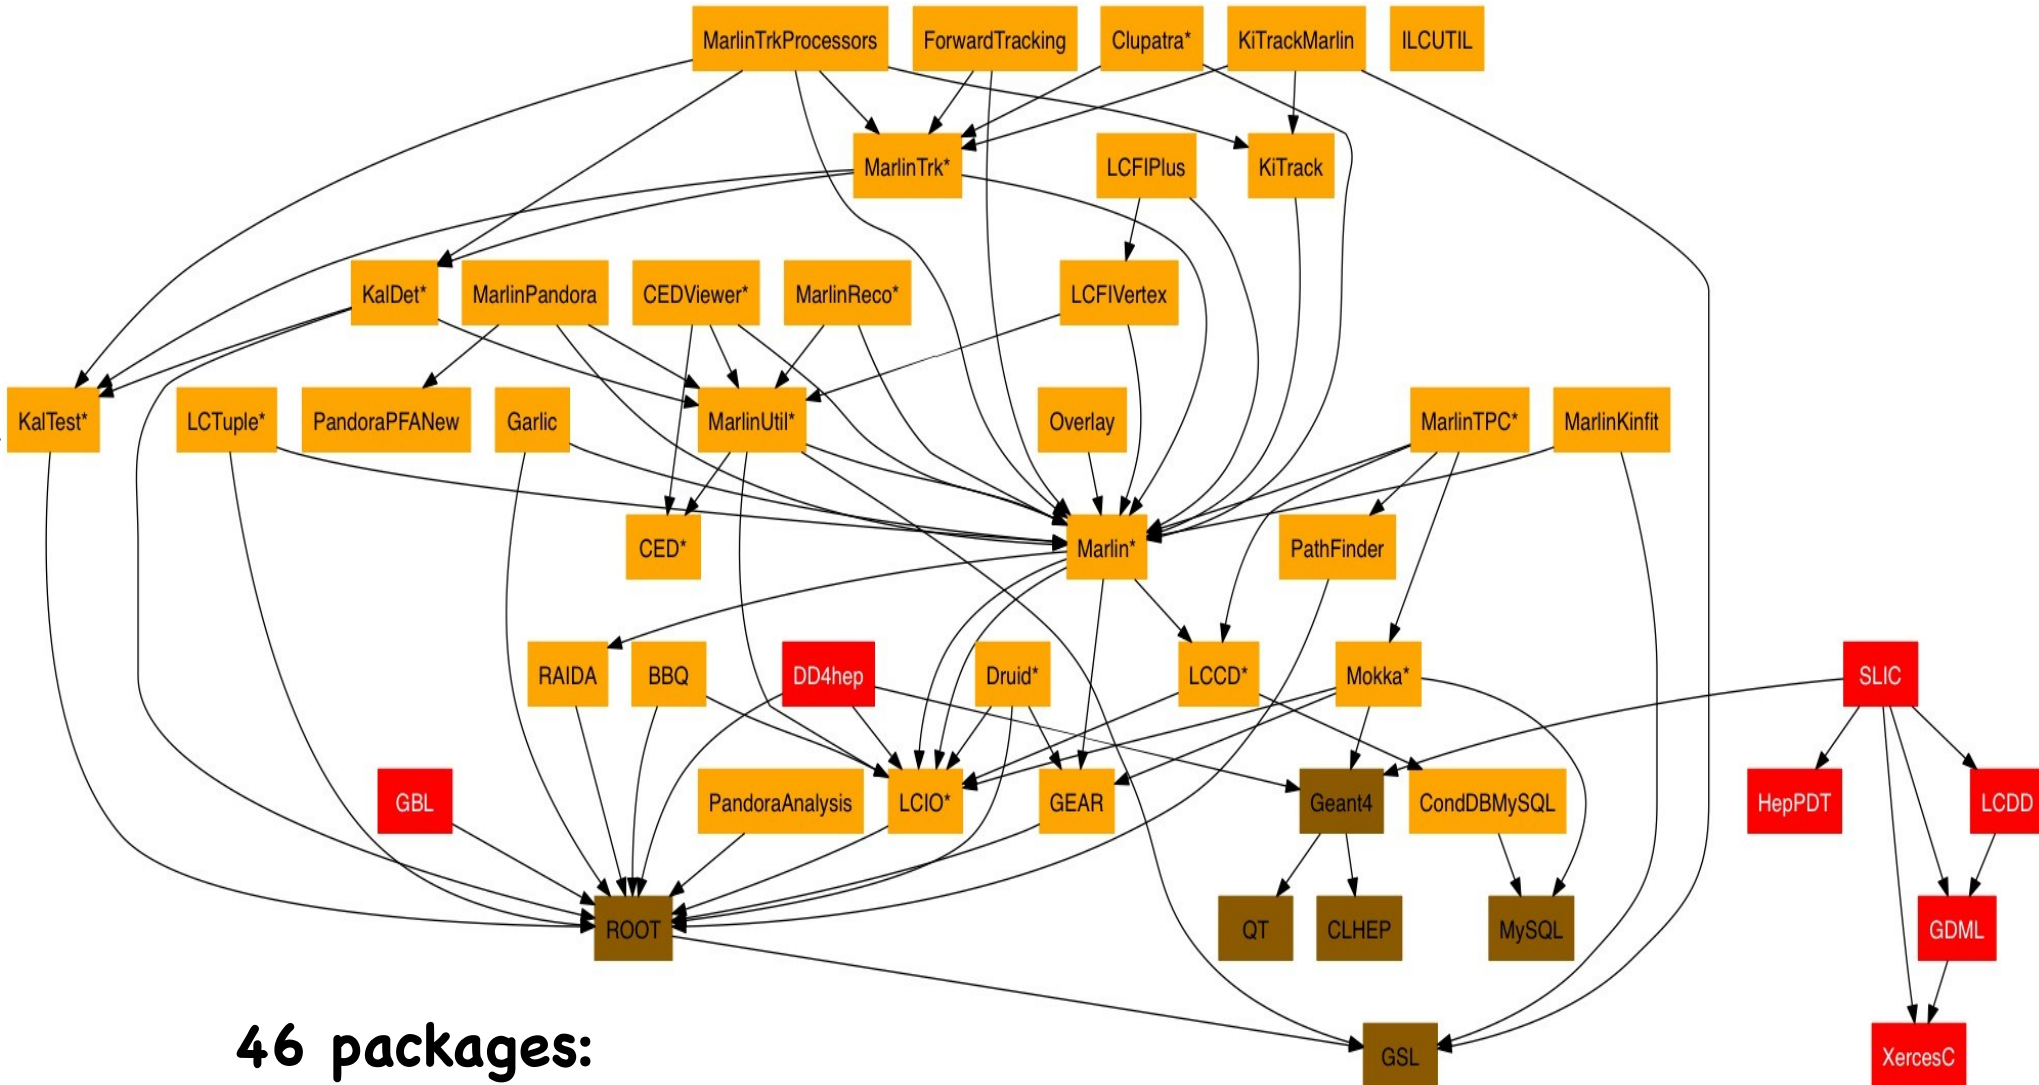 MarlinTrkProcessors
ForwardTracking
Clupatra*
KiTrackMarlin
ILCUTIL
MarlinTrk*
LCFIPlus
KiTrack
KalDet*
MarlinPandora
CEDViewer*
MarlinReco*
LCFIVertex
KalTest*
LCTuple*
PandoraPFANew
Garlic
MarlinUtil*
Overlay
MarlinTPC*
MarlinKinfit
CED*
Marlin*
PathFinder
RAIDA
BBQ
DD4hep
Druid*
LCCD*
Mokka*
SLIC
GBL
PandoraAnalysis
LCIO*
GEAR
Geant4
CondDBMySQL
HepPDT
LCDD
ROOT
QT
CLHEP
MySQL
GDML
46 packages:
GSL
XercesC